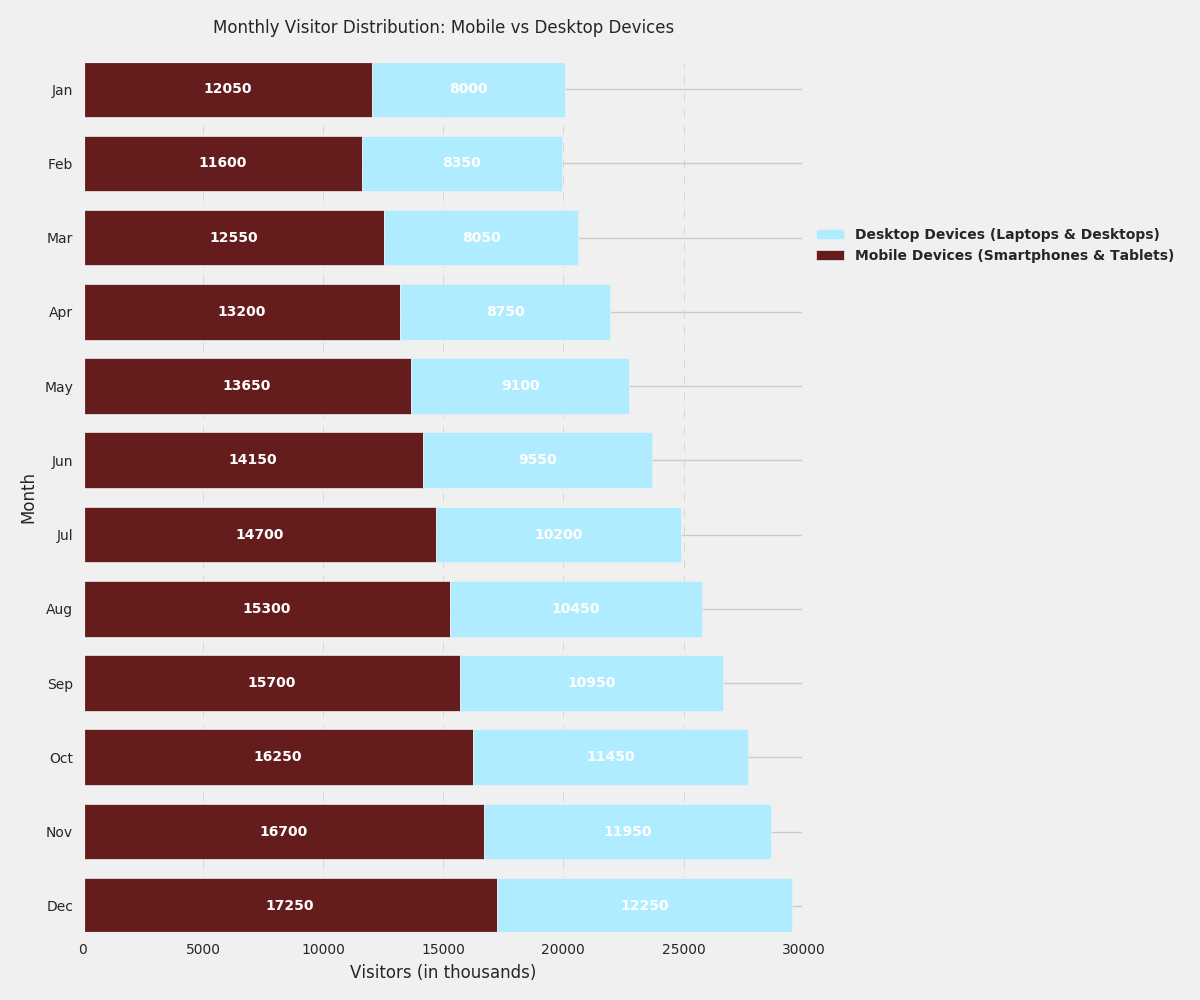 Monthly Visitor Distribution: Mobile vs Desktop Devices
Jan 12050 8000
Feb 11600 8350
Mar 12550 8050
Desktop Devices (Laptops & Desktops)
Mobile Devices (Smartphones & Tablets)
Apr 13200 8750
May 13650 9100
Jun 14150 9550
Month
Jul 14700 10200
Aug 15300 10450
Sep 15700 10950
Oct 16250 11450
Nov 16700 11950
Dec 17250 12250
0 5000 10000 15000 20000 25000 30000
Visitors (in thousands)